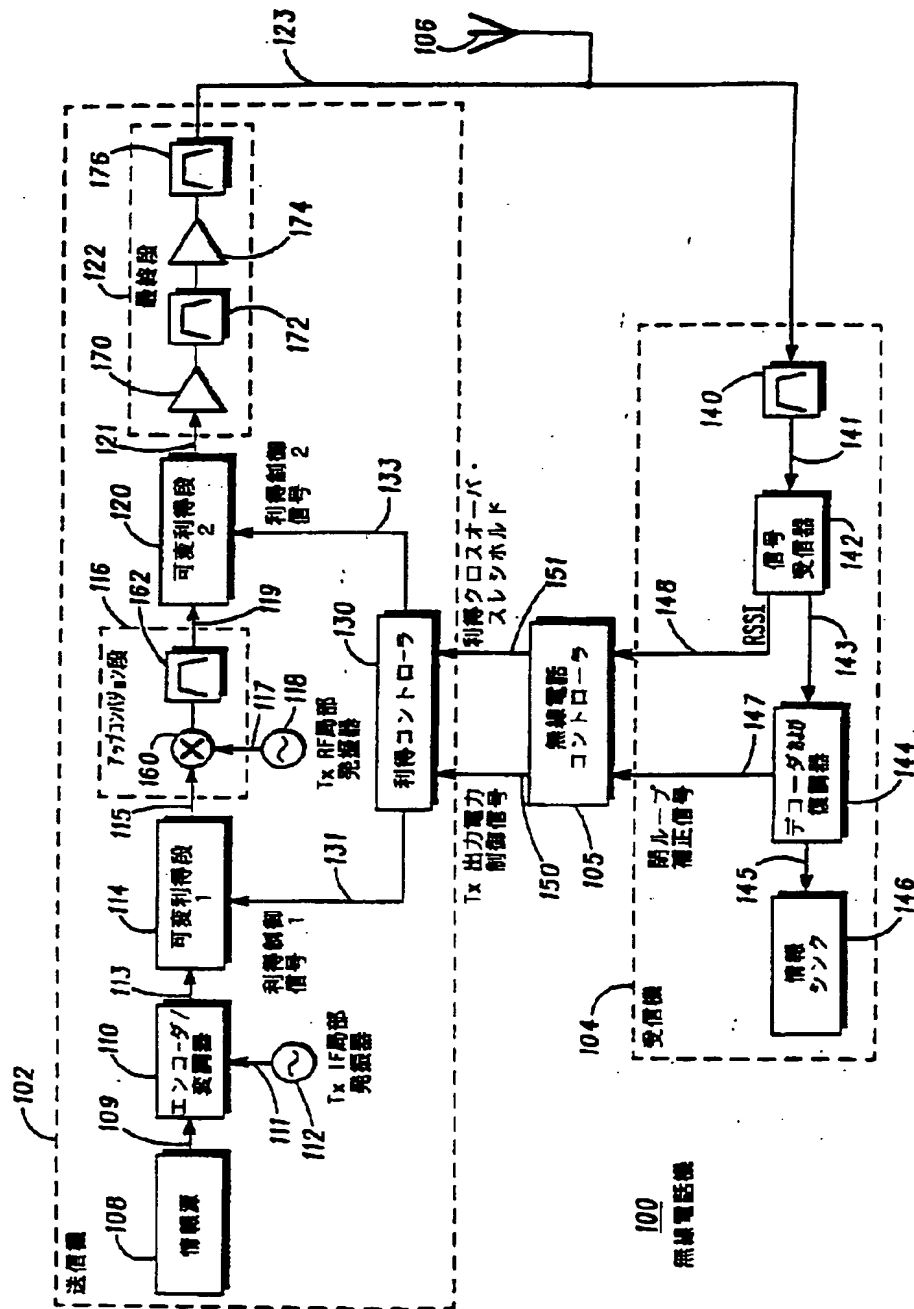 102
送信機
108
情報源
109
110
エンコーダ/
変調器
111
112
Tx IF局部
発振器
113
114
可変利得段
1
利得制御
信号 1
131
115
116
アップコンバージョン段
160
162
117
118
Tx RF局部
発振器
119
120
可変利得段
2
利得制御
信号 2
133
121
122
最終段
170
172
174
176
123
106
130
利得コントローラ
Tx 出力電力
制御信号
150
利得クロスオーバ・
スレシホルド
151
無線電話
コントローラ
105
閉ループ
補正信号
147
148
RSSI
104
受信機
140
141
信号
受信器
142
143
デコーダおよび
復調器
144
145
情報
シンク
146
100
無線電話機